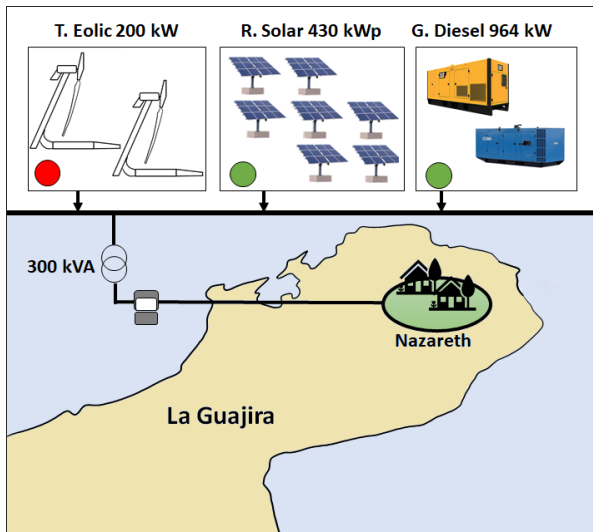 T. Eolic 200 kW
R. Solar 430 kWp
G. Diesel 964 kW
300 kVA
Nazareth
La Guajira